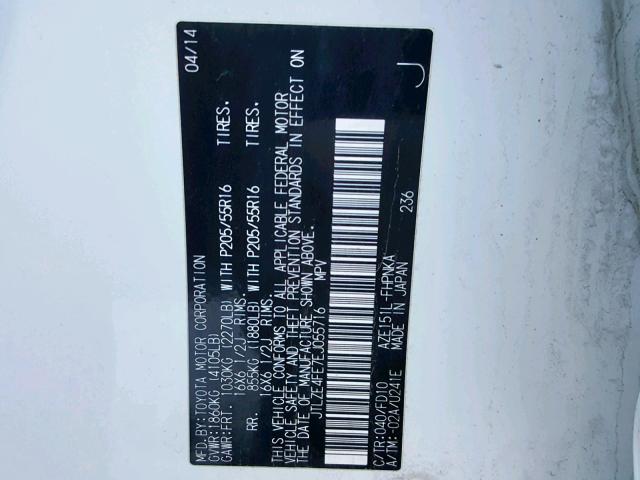 MFD.BY:TOYOTA MOTOR CORPORATION 04/14
GVWR:1860KG (4105LB)
GAWR:FRT. 1030KG (2270LB) WITH P205/55R16 TIRES.
16X6 1/2J RIMS.
RR. 855KG (1880LB) WITH P205/55R16 TIRES.
16X6 1/2J RIMS.
THIS VEHICLE CONFORMS TO ALL APPLICABLE FEDERAL MOTOR
VEHICLE SAFETY AND THEFT PREVENTION STANDARDS IN EFFECT ON
THE DATE OF MANUFACTURE SHOWN ABOVE.
JTLZE4FE7EJ055716 MPV
C/TR:040/FD10 AZE151L-FHPNKA 236 J
A/TM:-02A/U241E MADE IN JAPAN